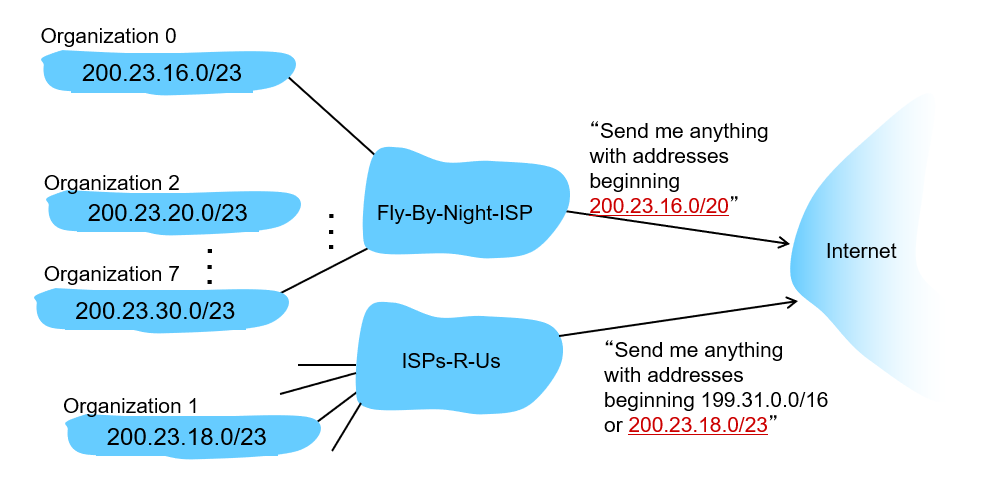 Organization 0
200.23.16.0/23
Organization 2
200.23.20.0/23
Organization 7
200.23.30.0/23
Fly-By-Night-ISP
“Send me anything
with addresses
beginning
200.23.16.0/20”
Internet
ISPs-R-Us
Organization 1
200.23.18.0/23
“Send me anything
with addresses
beginning 199.31.0.0/16
or 200.23.18.0/23”